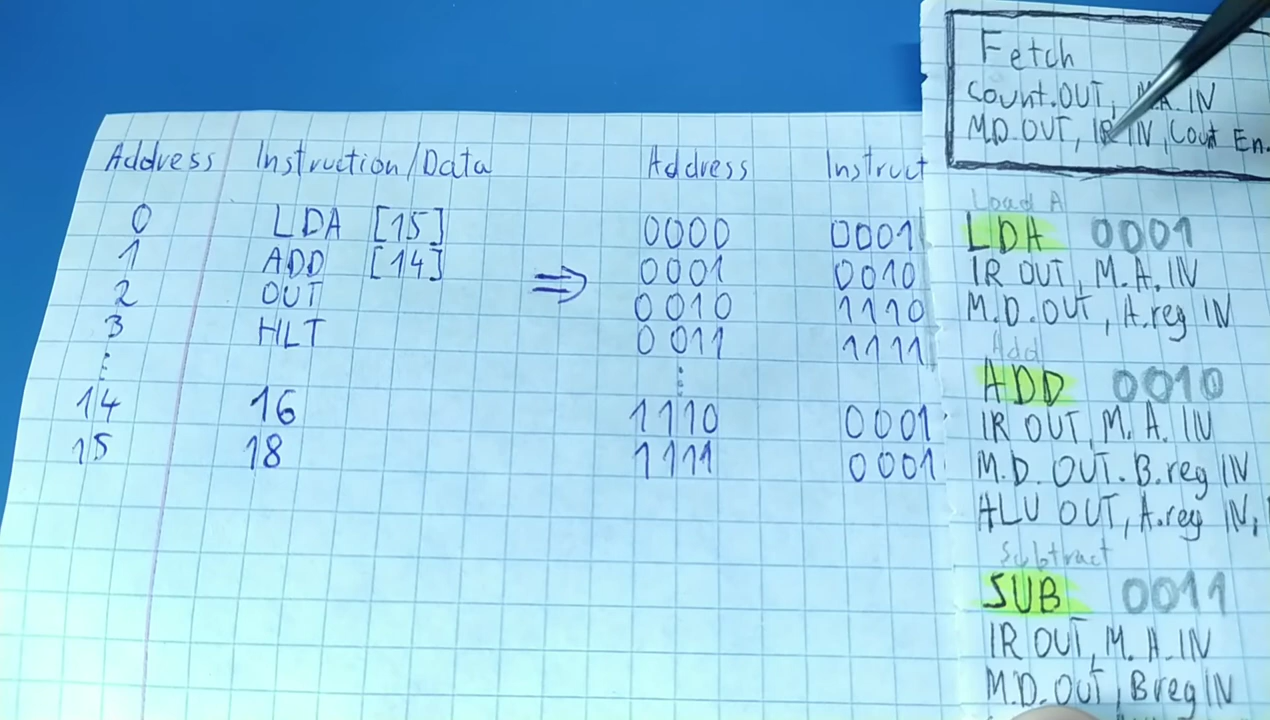 Address Instruction/Data Address Instruct
0 LDA [15] 0000 0001
1 ADD [14] 0001 0010
2 OUT 0010 1110
3 HLT 0011 1111
⋮ ⋮
14 16 1110 0001
15 18 1111 0001
⇒
Fetch
Count.OUT, M.A. IN
M.D.OUT, IR IN, Cout En.
Load A
LDA 0001
IR OUT, M. A. IN
M.D. OUT, A.reg IN
Add
ADD 0010
IR OUT, M. A. IN
M.D. OUT. B.reg IN
ALU OUT, A.reg IN,
Subtract
SUB 0011
IR OUT, M. A. IN
M.D. OUT, B reg IN